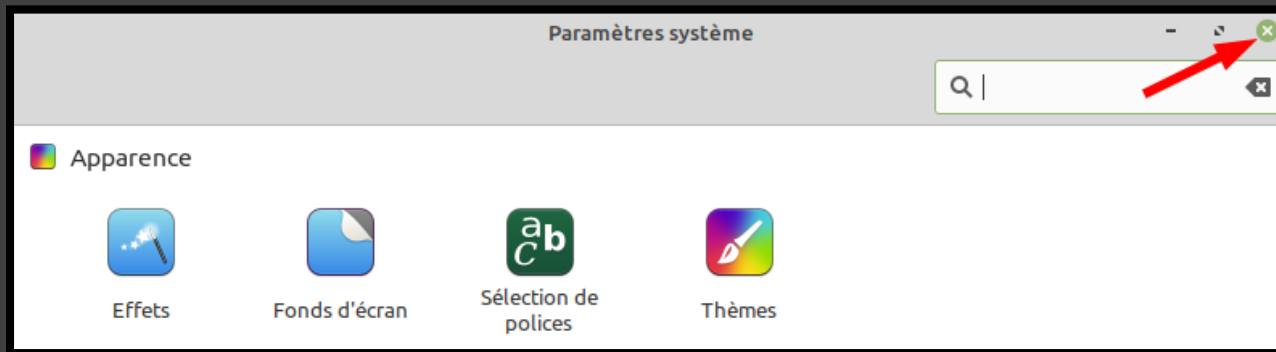 Paramètres système
Apparence
Effets
Fonds d'écran
Sélection de
polices
Thèmes